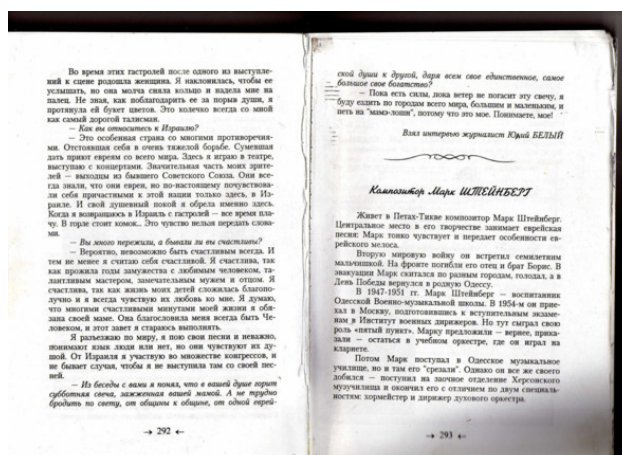 Во время этих гастролей после одного из выступле-
ний к сцене родошла женщина. Я наклонилась, чтобы ее
услышать, но она молча сняла кольцо и надела мне на
палец. Не зная, как поблагодарить ее за порыв души, я
протянула ей букет цветов. Это колечко всегда со мной
как самый дорогой талисман.
— Как вы относитесь к Израилю?
— Это особенная страна со многими противоречия-
ми. Отстоявшая себя в очень тяжелой борьбе. Сумевшая
дать приют евреям со всего мира. Здесь я играю в театре,
выступаю с концертами. Значительная часть моих зрите-
лей — выходцы из бывшего Советского Союза. Они все-
гда знали, что они евреи, но по-настоящему почувствова-
ли себя причастными к этой нации только здесь, в Из-
раиле. И свой душевный покой я обрела именно здесь.
Когда я возвращаюсь в Израиль с гастролей — все время пла-
чу. В горле стоит комок... Это чувство нельзя передать слова-
ми.
— Вы много пережили, а бывали ли вы счастливы?
— Вероятно, невозможно быть счастливым всегда. И
тем не менее я считаю себя счастливой. Я счастлива, так
как прожила годы замужества с любимым человеком, та-
лантливым мастером, замечательным мужем и отцом. Я
счастлива, так как жизнь моих детей сложилась благопо-
лучно и я всегда чувствую их любовь ко мне. Я думаю,
что многими счастливыми минутами моей жизни я обя-
зана своей маме. Она благословила меня всегда быть Че-
ловеком, и этот завет я стараюсь выполнять.
Я разъезжаю по миру, я пою свои песни и неважно,
понимают язык люди или нет, но они чувствуют их ду-
шой. От Израиля я участвую во множестве конгрессов, и
не бывает случая, чтобы я не выступила там со своей пес-
ней.
— Из беседы с вами я понял, что в вашей душе горит
субботняя свеча, зажженная вашей мамой. А не трудно
бродить по свету, от общины к общине, от одной еврей-
→ 292 ←
ской души к другой, даря всем свое единственное, самое
большое свое богатство?
— Пока есть силы, пока ветер не погасит эту свечу, я
буду ездить по городам всего мира, большим и маленьким, и
петь на "мамэ-лошн", потому что это мое. Понимаете, мое!
Взял интервью журналист Юрий БЕЛЫЙ
Композитор Марк ШТЕЙНБЕРГ
Живет в Петах-Тикве композитор Марк Штейнберг.
Центральное место в его творчестве занимает еврейская
песня: Марк тонко чувствует и передает особенности ев-
рейского мелоса.
Вторую мировую войну он встретил семилетним
мальчишкой. На фронте погибли его отец и брат Борис. В
эвакуации Марк скитался по разным городам, голодал, а в
День Победы вернулся в родную Одессу.
В 1947-1951 гг. Марк Штейнберг — воспитанник
Одесской Военно-музыкальной школы. В 1954-м он прие-
хал в Москву, подготовившись к вступительным экзаме-
нам в Институт военных дирижеров. Но тут сыграл свою
роль «пятый пункт». Марку предложили – вернее, прика-
зали – остаться в учебном оркестре, где он играл на
кларнете.
Потом Марк поступал в Одесское музыкальное
училище, но и там его "срезали". Однако он все же своего
добился — поступил на заочное отделение Херсонского
музучилища и окончил его с отличием по двум специаль-
ностям: хормейстер и дирижер духового оркестра.
→ 293 ←